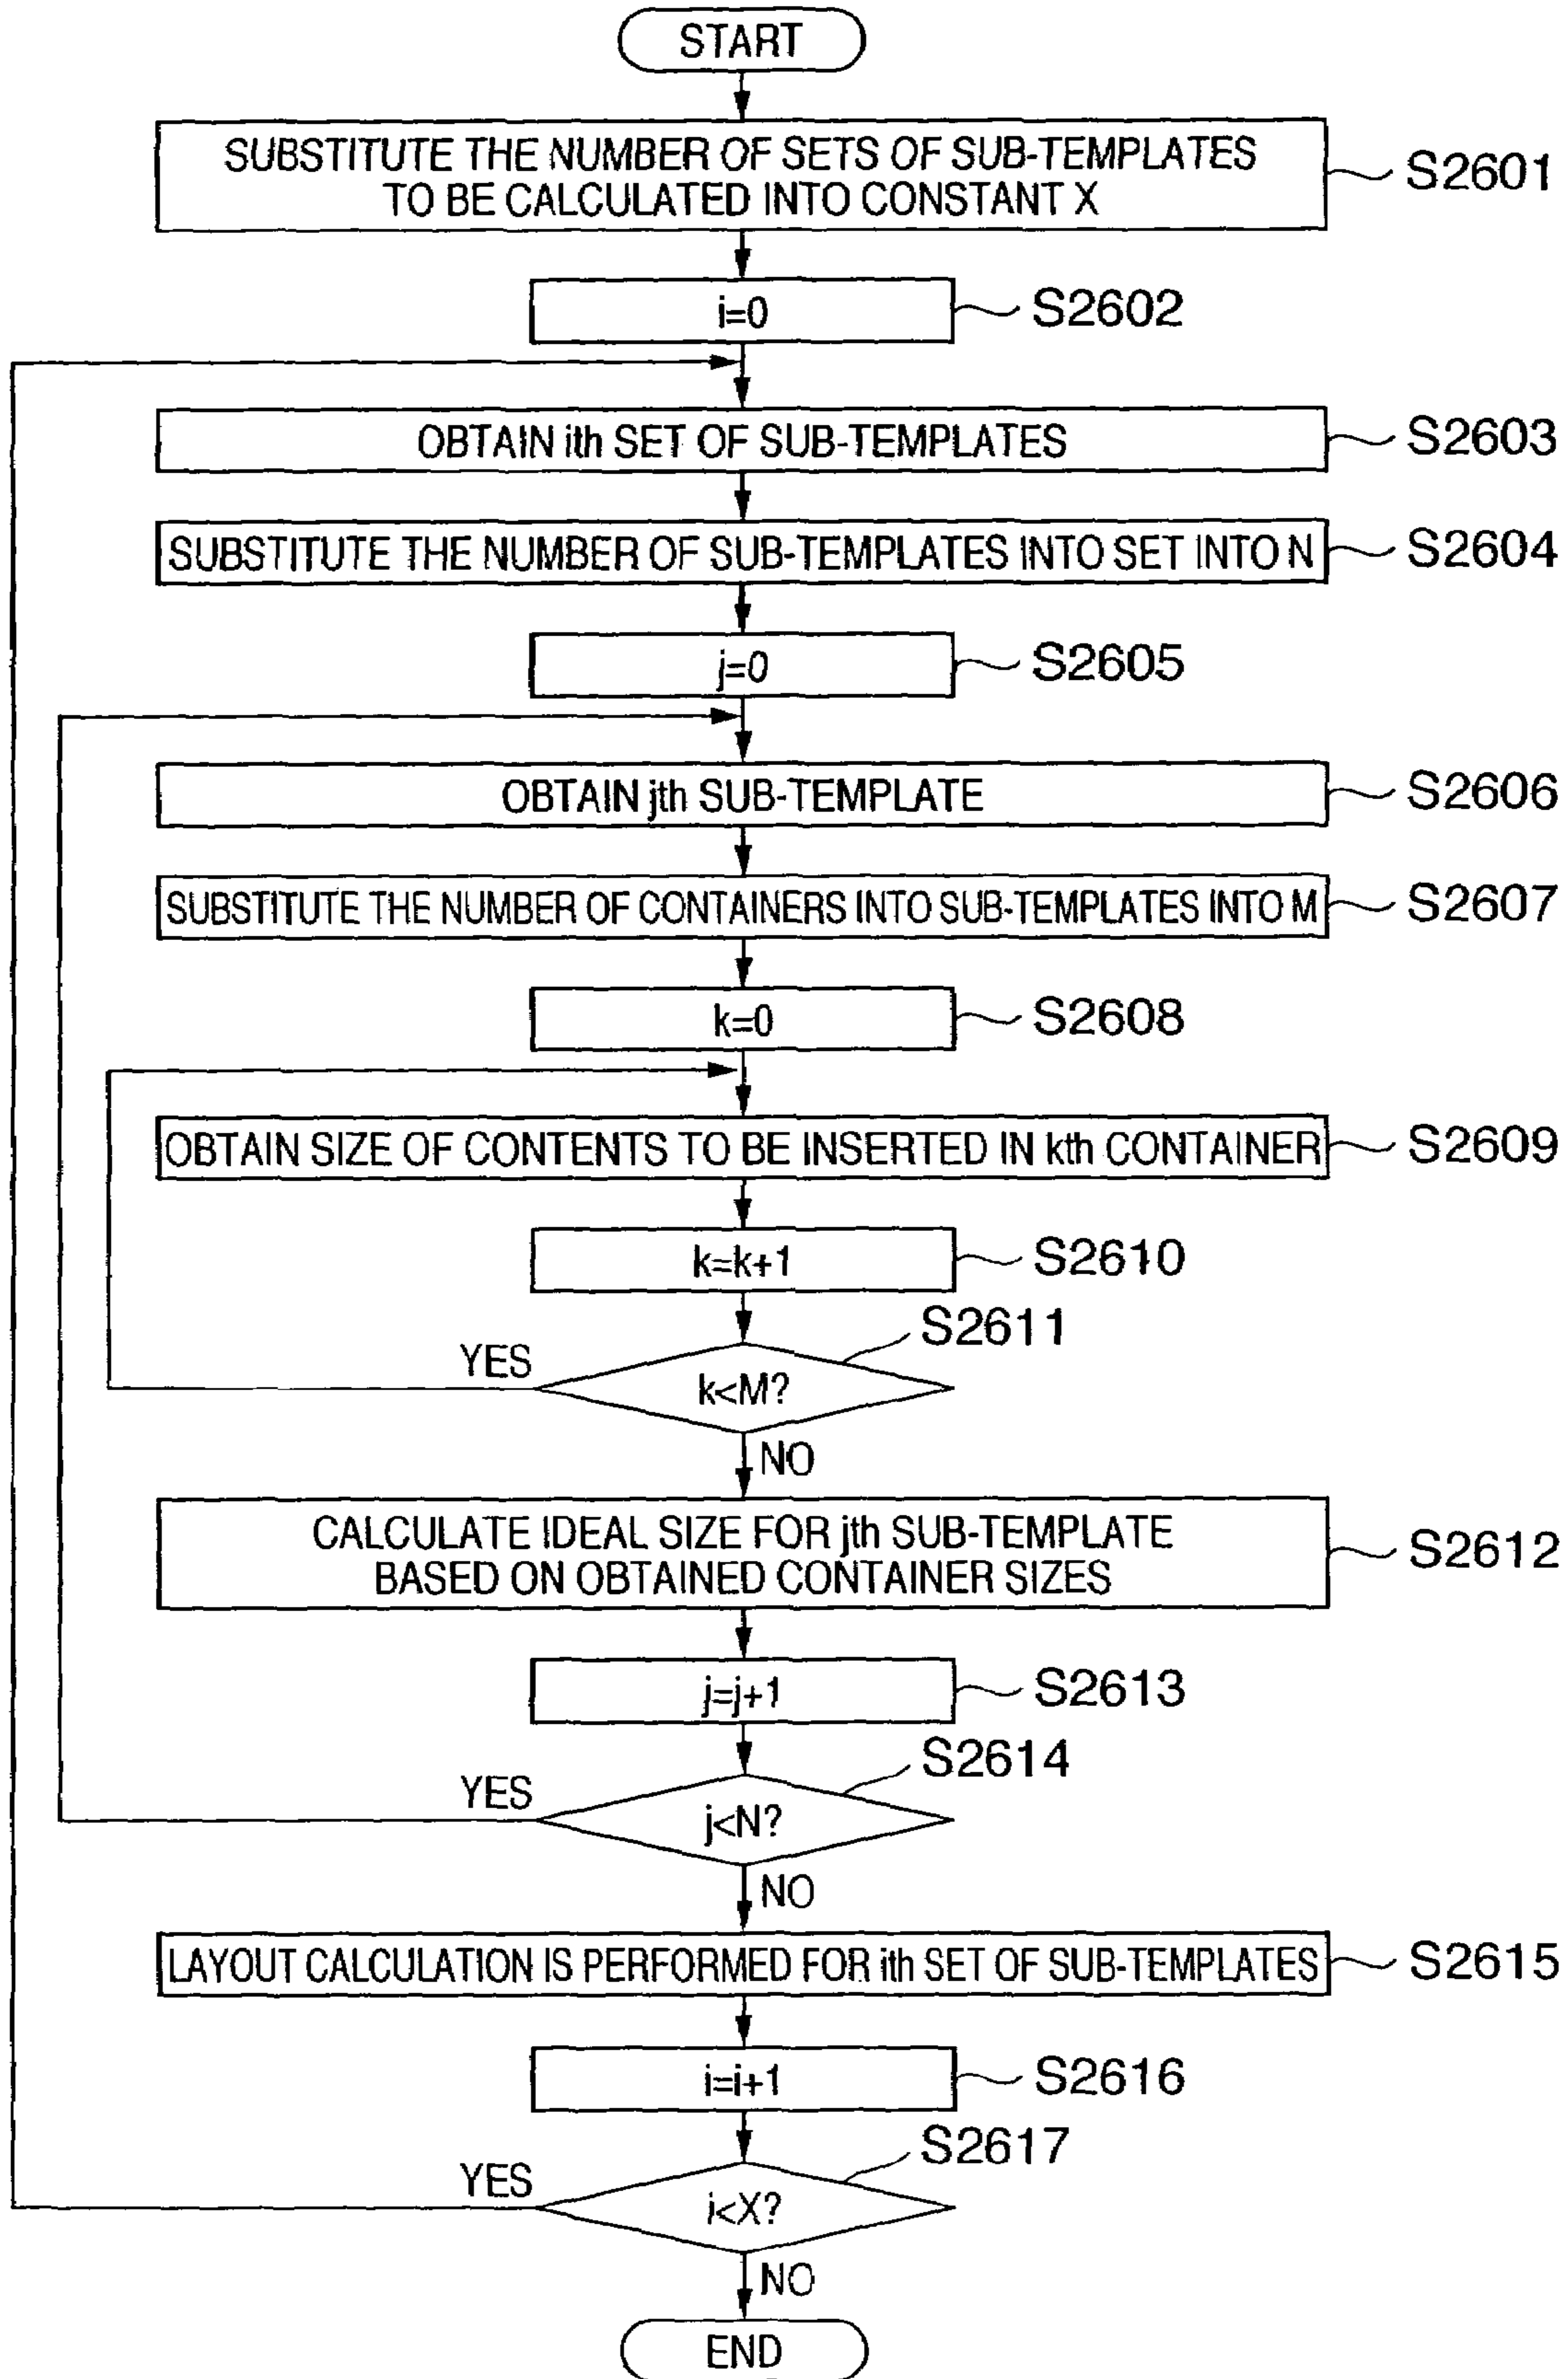 START
SUBSTITUTE THE NUMBER OF SETS OF SUB-TEMPLATES
TO BE CALCULATED INTO CONSTANT X
S2601
i=0
S2602
OBTAIN ith SET OF SUB-TEMPLATES
S2603
SUBSTITUTE THE NUMBER OF SUB-TEMPLATES INTO SET INTO N
S2604
j=0
S2605
OBTAIN jth SUB-TEMPLATE
S2606
SUBSTITUTE THE NUMBER OF CONTAINERS INTO SUB-TEMPLATES INTO M
S2607
k=0
S2608
OBTAIN SIZE OF CONTENTS TO BE INSERTED IN kth CONTAINER
S2609
k=k+1
S2610
S2611
YES
k<M?
NO
CALCULATE IDEAL SIZE FOR jth SUB-TEMPLATE
BASED ON OBTAINED CONTAINER SIZES
S2612
j=j+1
S2613
S2614
YES
j<N?
NO
LAYOUT CALCULATION IS PERFORMED FOR ith SET OF SUB-TEMPLATES
S2615
i=i+1
S2616
S2617
YES
i<X?
NO
END